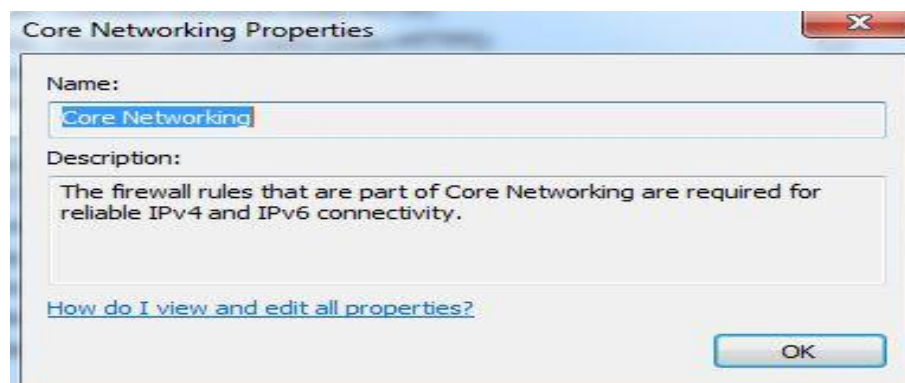 Core Networking Properties
Name:
Core Networking
Description:
The firewall rules that are part of Core Networking are required for
reliable IPv4 and IPv6 connectivity.
How do I view and edit all properties?
OK